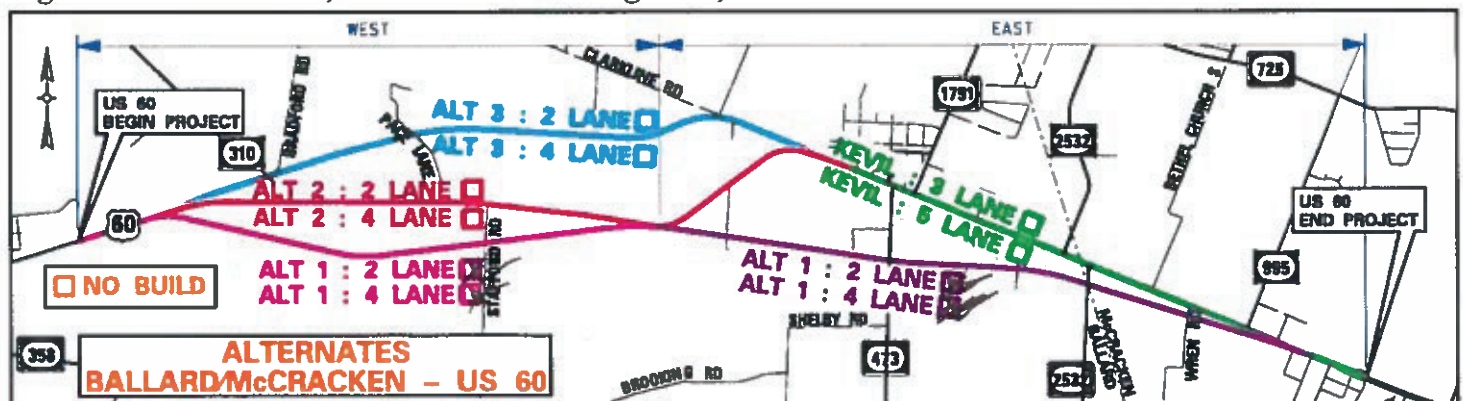 WEST
EAST
US 60
BEGIN PROJECT
310
BRADFORD RD
PACE LANE
CLARKLINE RD
ALT 3 : 2 LANE
ALT 3 : 4 LANE
1791
2532
BETHEL CHURCH
725
KEVIL : 3 LANE
KEVIL : 5 LANE
US 60
END PROJECT
60
ALT 2 : 2 LANE
ALT 2 : 4 LANE
STAFFORD RD
ALT 1 : 2 LANE
ALT 1 : 4 LANE
ALT 1 : 2 LANE
ALT 1 : 4 LANE
995
NO BUILD
SHELBY RD
358
ALTERNATES
BALLARD/McCRACKEN - US 60
BROOKING RD
473
2532
McCRACKEN
BALLARD
WREN RD